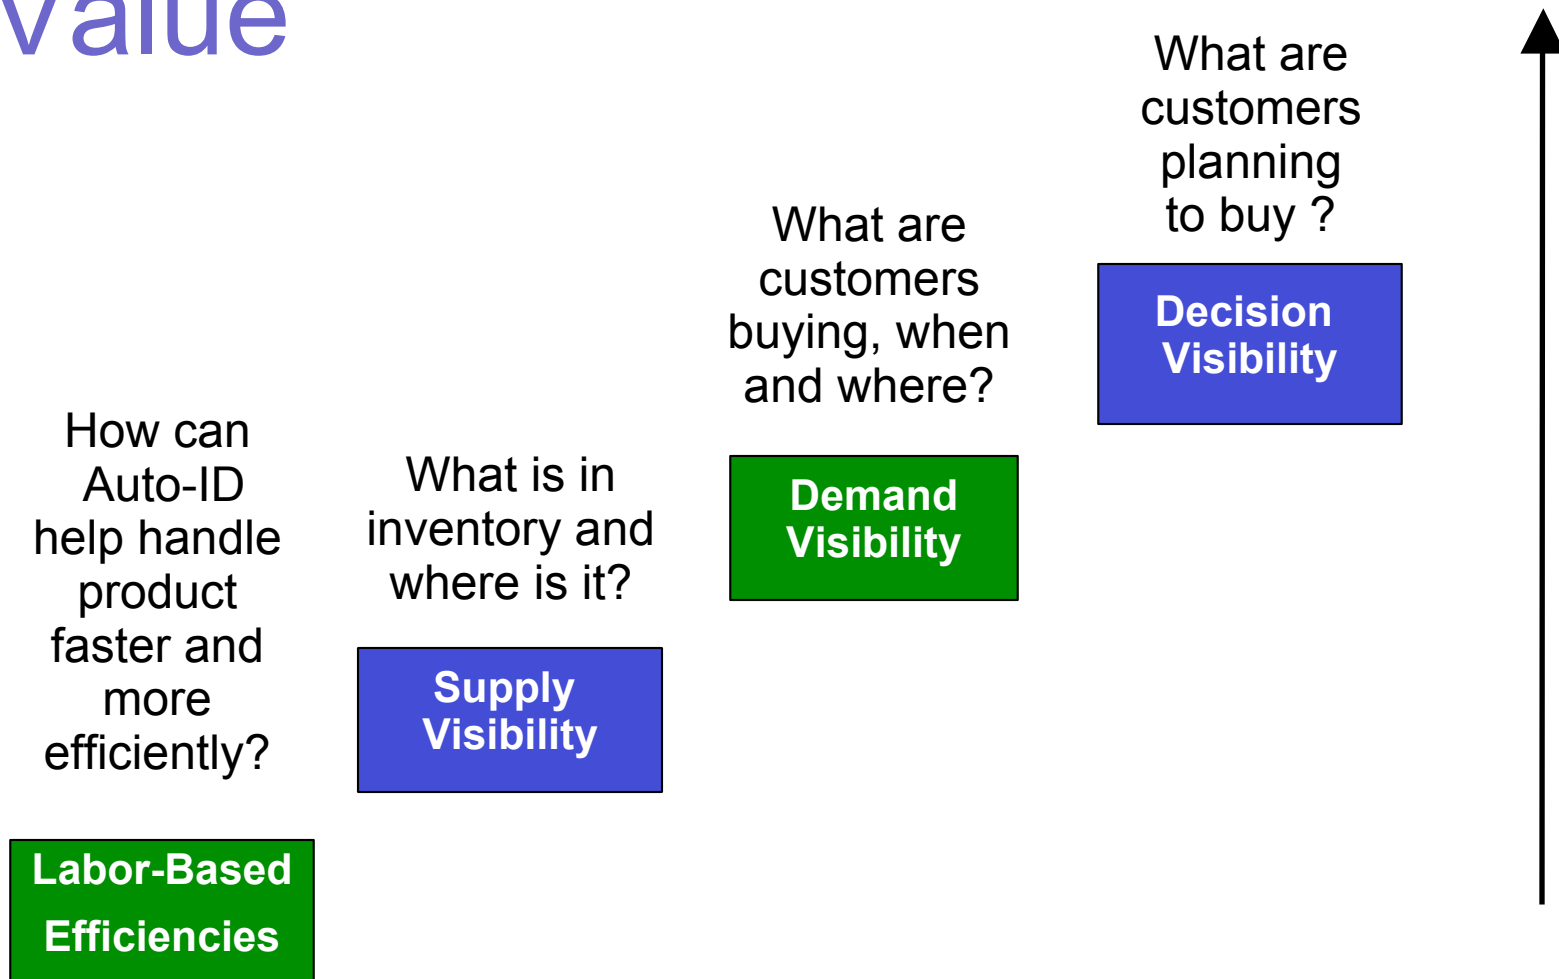 Value
How can
Auto-ID
help handle
product
faster and
more
efficiently?
Labor-Based
Efficiencies
What is in
inventory and
where is it?
Supply
Visibility
What are
customers
buying, when
and where?
Demand
Visibility
What are
customers
planning
to buy ?
Decision
Visibility